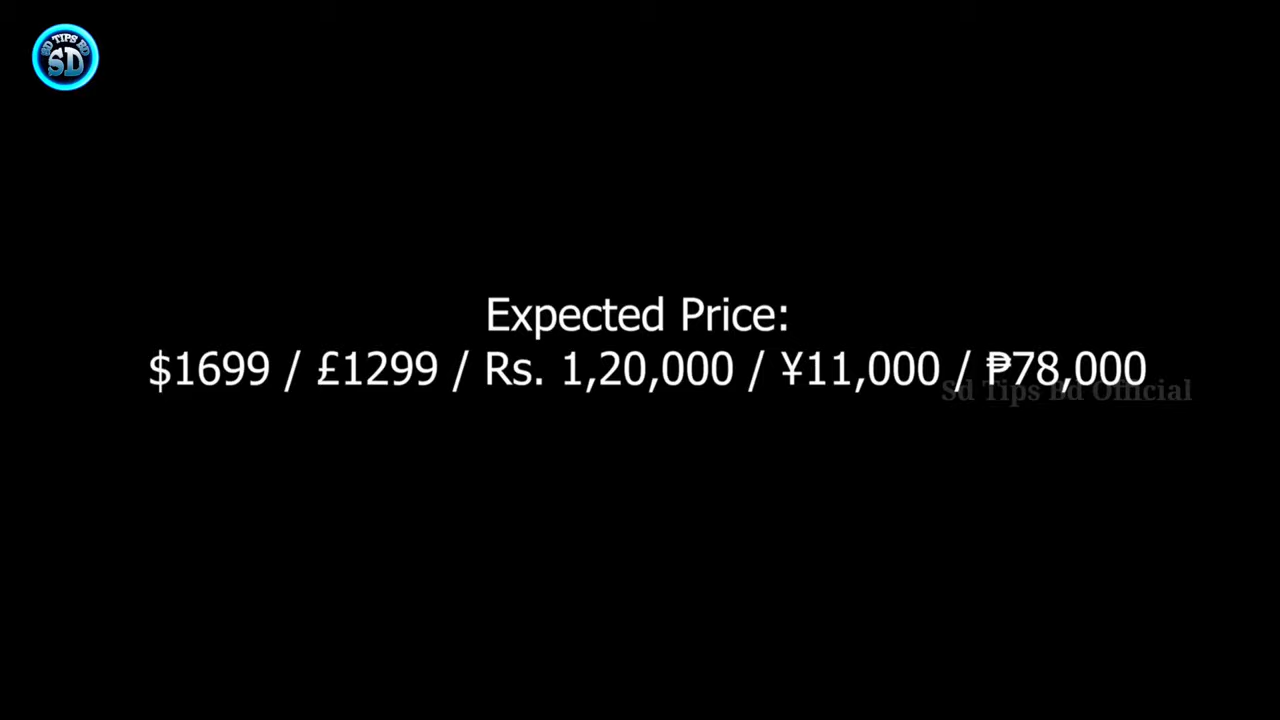 SD TIPS BD
SD
Expected Price:
$1699 / £1299 / Rs. 1,20,000 / ¥11,000 / ₱78,000
Sd Tips Bd Official